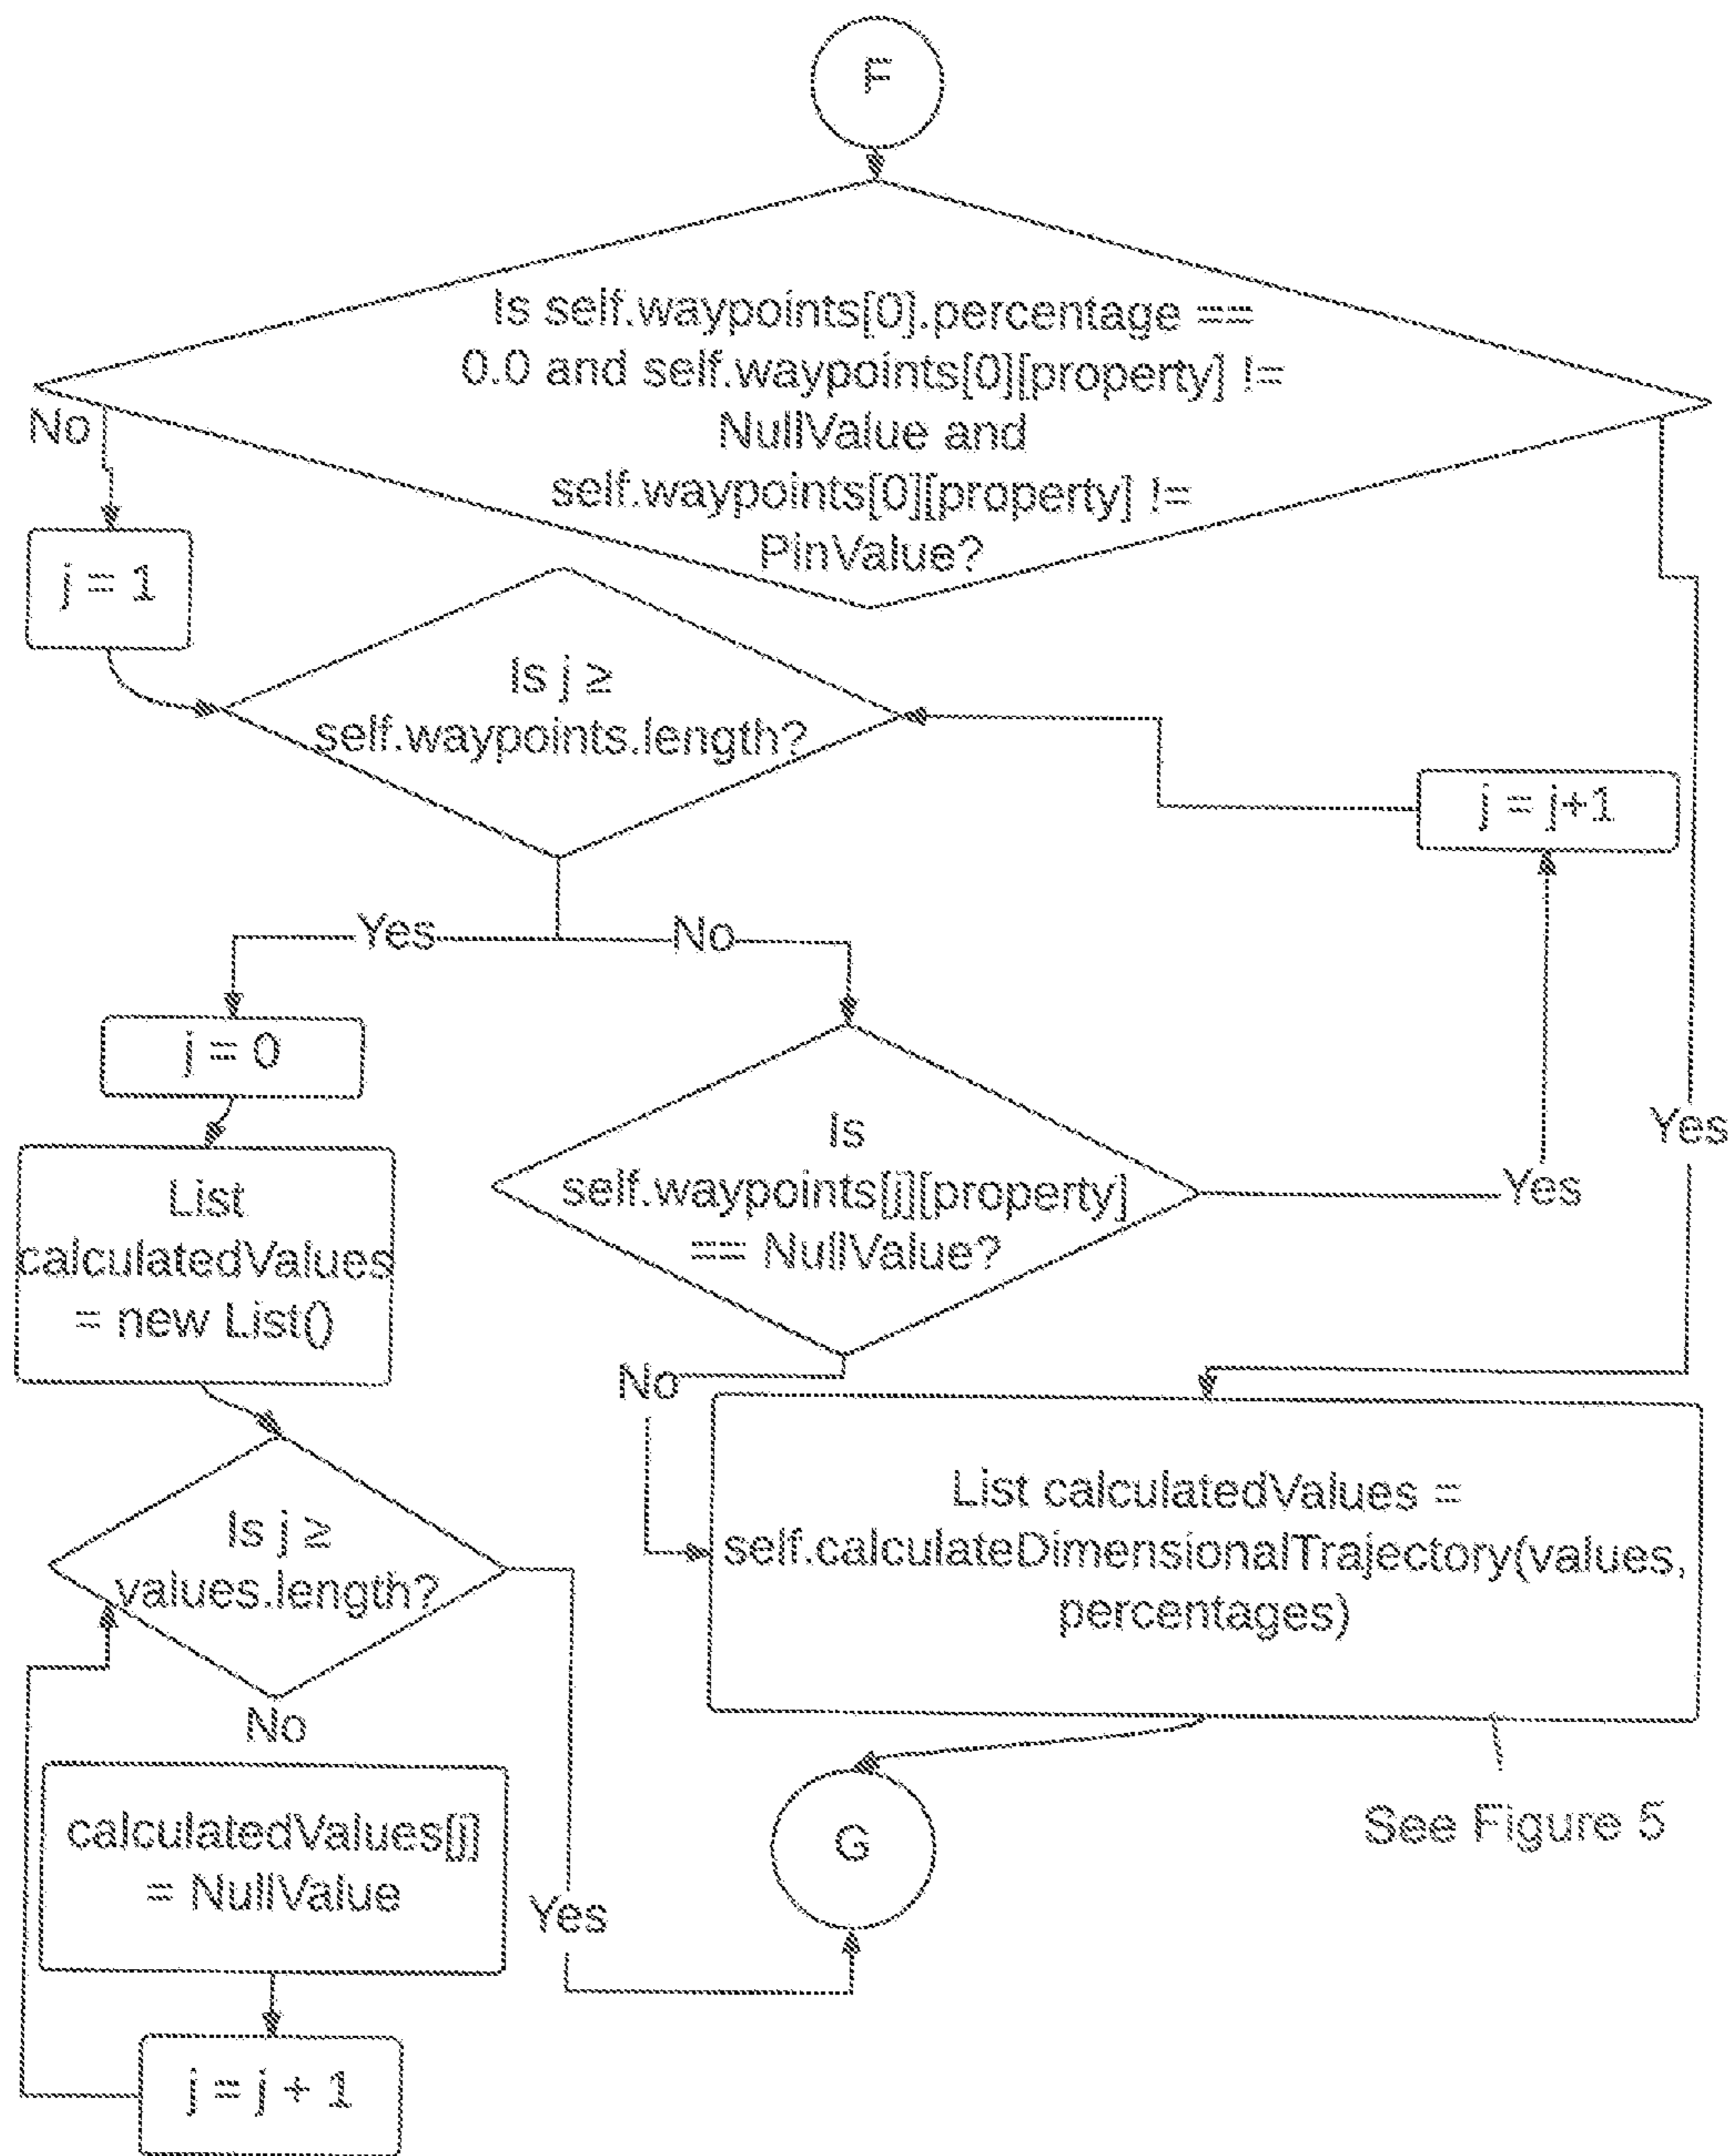 F
Is self.waypoints[0].percentage ==
0.0 and self.waypoints[0][property] !=
NullValue and
self.waypoints[0][property] !=
PinValue?
No
j = 1
Is j ≥
self.waypoints.length?
j = j+1
Yes
No
j = 0
Yes
Is
self.waypoints[j][property]
== NullValue?
Yes
List
calculatedValues
= new List()
No
List calculatedValues =
self.calculateDimensionalTrajectory(values,
percentages)
Is j ≥
values.length?
No
See Figure 5
calculatedValues[j]
= NullValue
G
Yes
j = j + 1